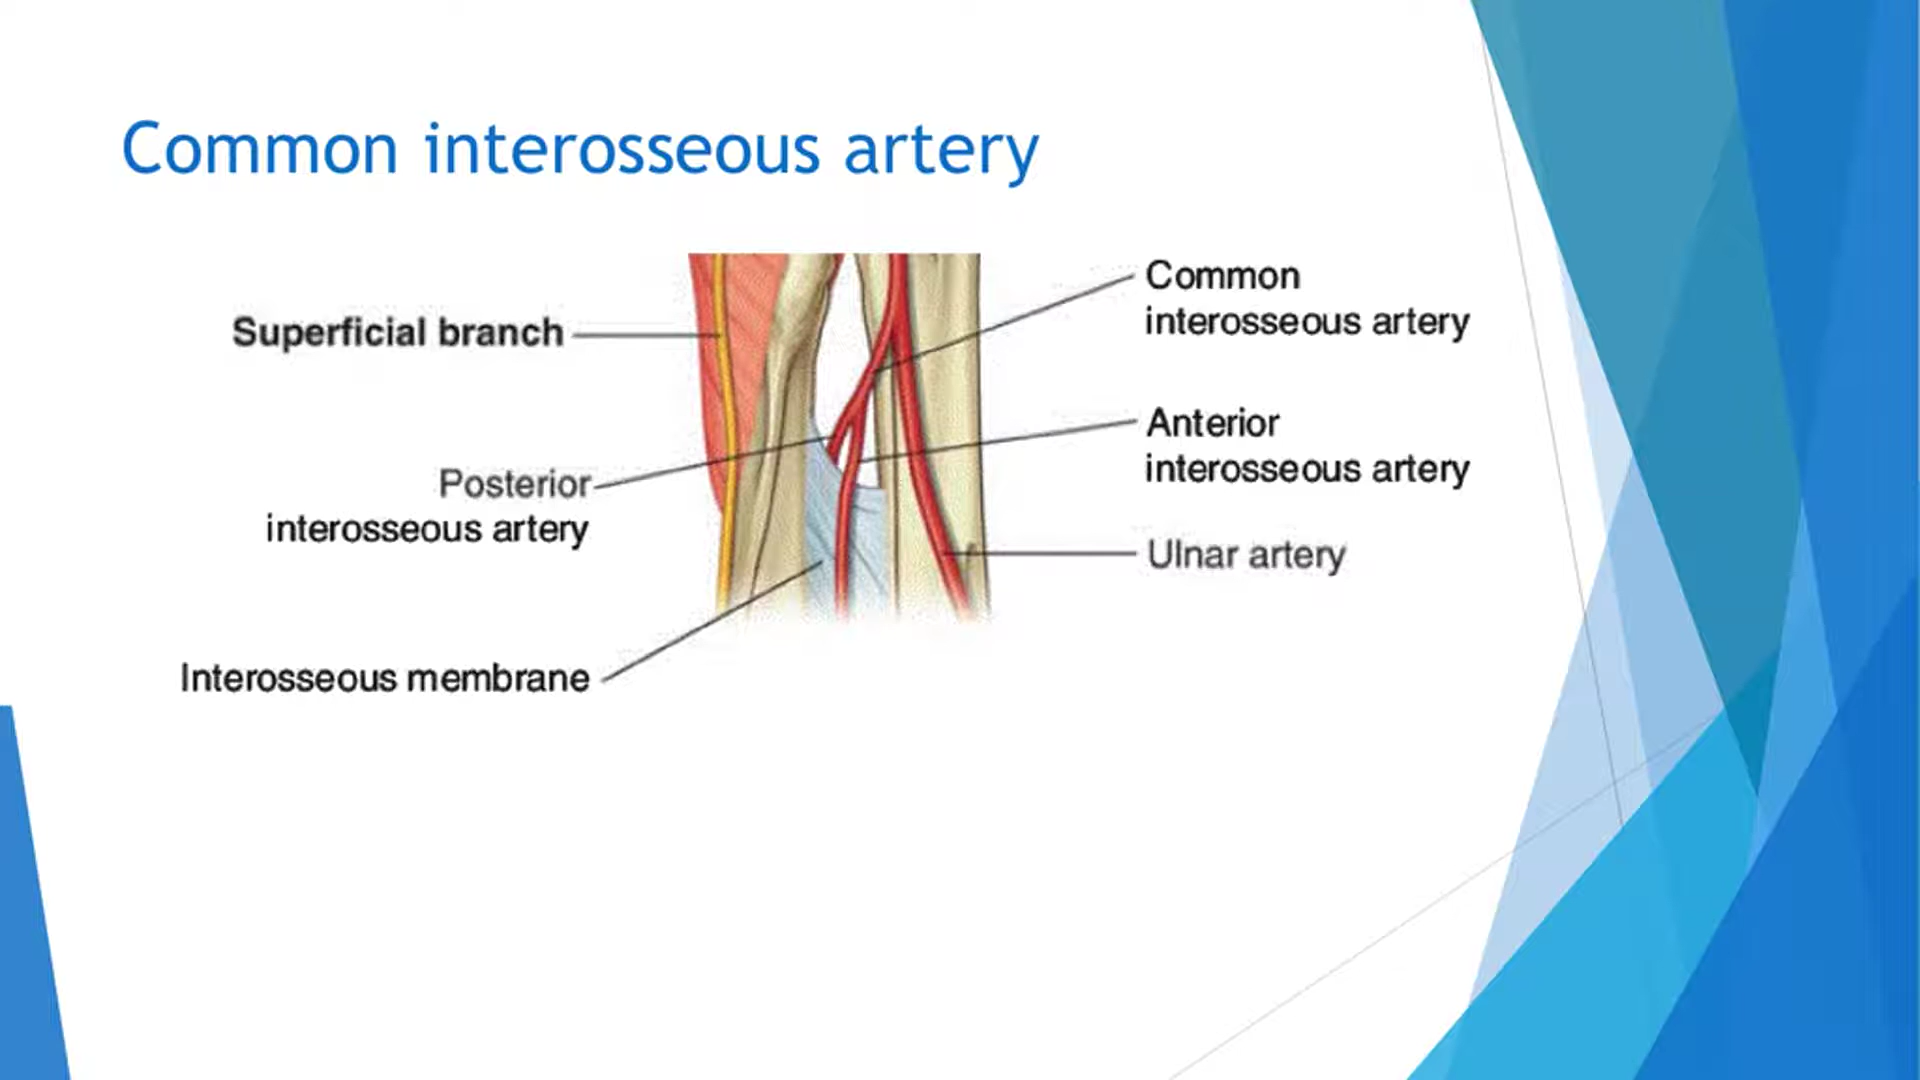 Common interosseous artery
Superficial branch
Posterior
interosseous artery
Interosseous membrane
Common
interosseous artery
Anterior
interosseous artery
Ulnar artery